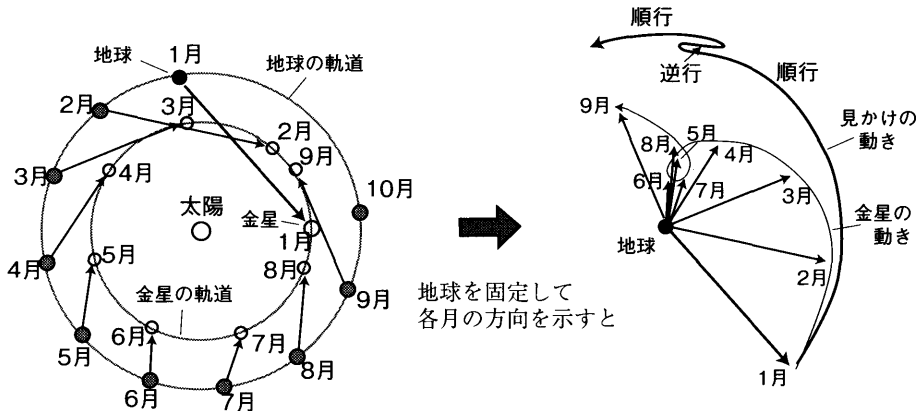 地球
1月
地球の軌道
2月
3月
2月
3月
4月
9月
10月
太陽
金星
1月
4月
5月
8月
金星の軌道
6月
7月
9月
5月
8月
6月
7月
地球を固定して
各月の方向を示すと
順行
逆行
順行
9月
8月
5月
4月
見かけの
動き
6月
7月
3月
地球
金星の
動き
2月
1月